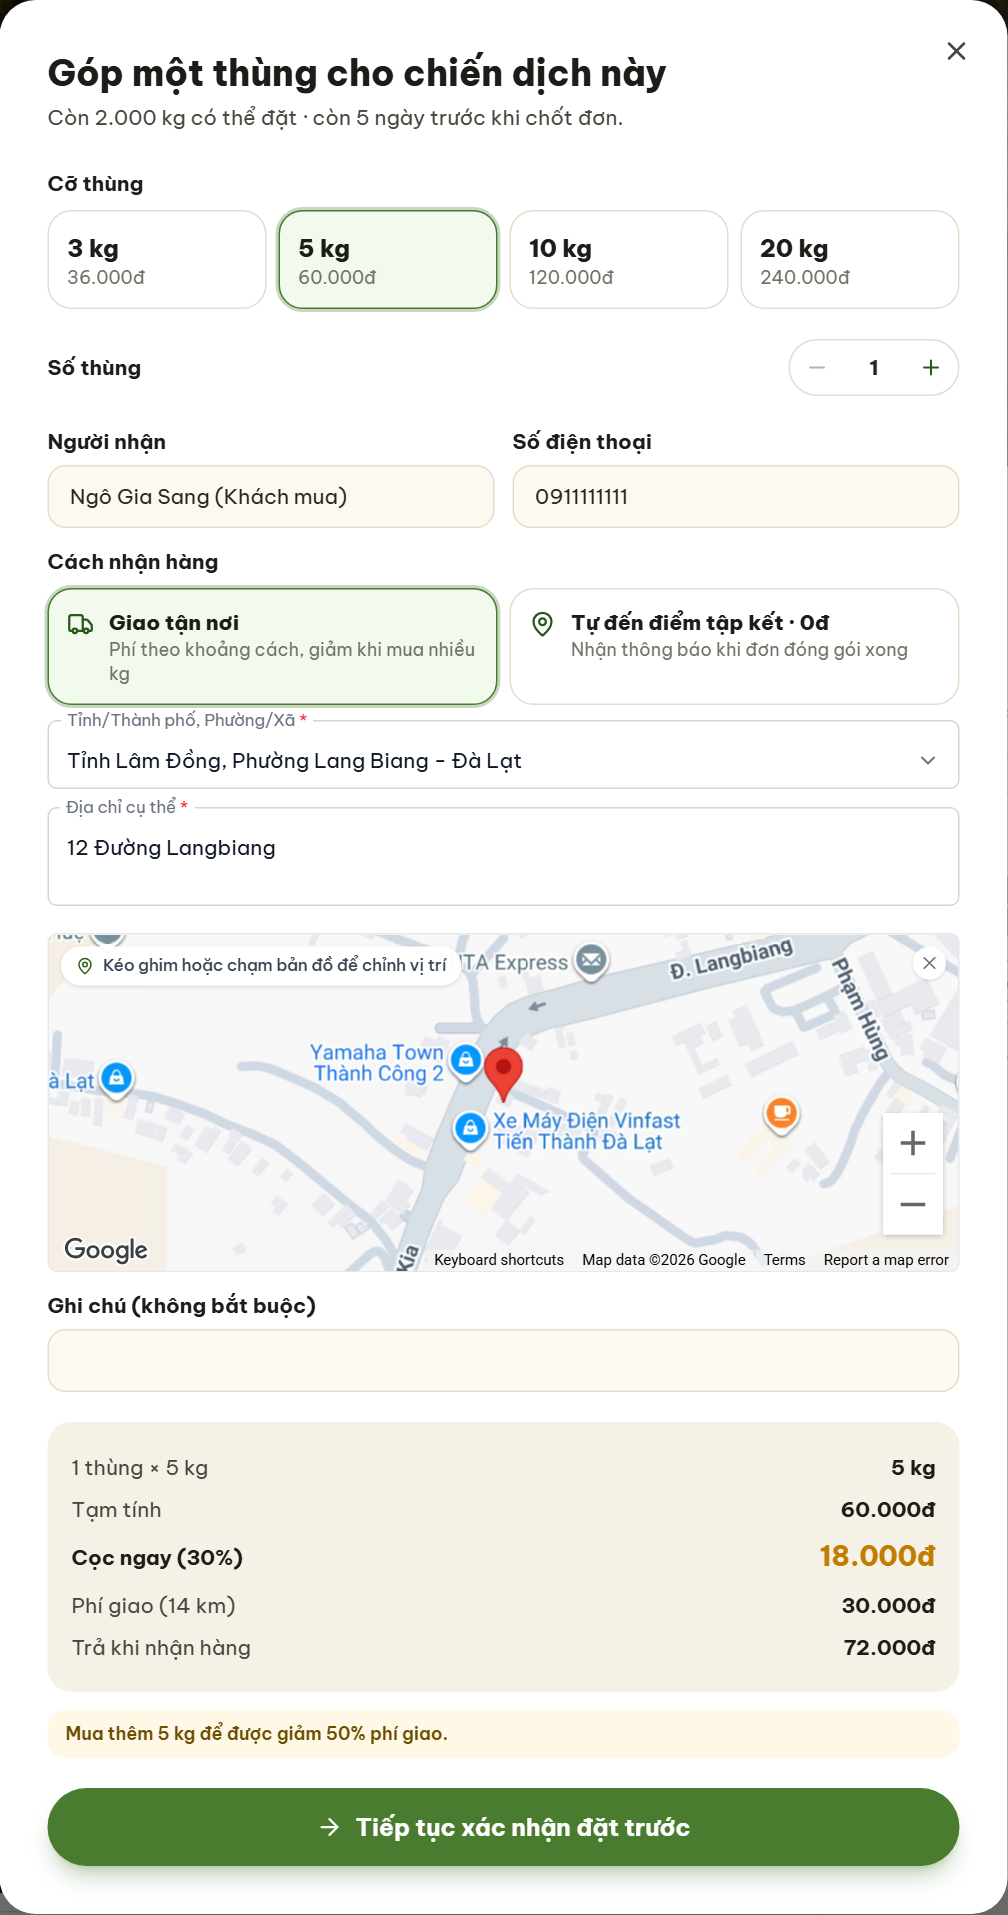 Góp một thùng cho chiến dịch này
Còn 2.000 kg có thể đặt · còn 5 ngày trước khi chốt đơn.
Cỡ thùng
3 kg
36.000đ
5 kg
60.000đ
10 kg
120.000đ
20 kg
240.000đ
Số thùng
1
Người nhận
Số điện thoại
Ngô Gia Sang (Khách mua)
0911111111
Cách nhận hàng
Giao tận nơi
Phí theo khoảng cách, giảm khi mua nhiều
kg
Tự đến điểm tập kết · 0đ
Nhận thông báo khi đơn đóng gói xong
Tỉnh/Thành phố, Phường/Xã *
Tỉnh Lâm Đồng, Phường Lang Biang - Đà Lạt
Địa chỉ cụ thể *
12 Đường Langbiang
Kéo ghim hoặc chạm bản đồ để chỉnh vị trí
Express
Đ. Langbiang
Phạm Hùng
Yamaha Town
Thành Công 2
à Lạt
Xe Máy Điện Vinfast
Tiến Thành Đà Lạt
Kia
Google
Keyboard shortcuts
Map data ©2026 Google
Terms
Report a map error
Ghi chú (không bắt buộc)
1 thùng × 5 kg
5 kg
Tạm tính
60.000đ
Cọc ngay (30%)
18.000đ
Phí giao (14 km)
30.000đ
Trả khi nhận hàng
72.000đ
Mua thêm 5 kg để được giảm 50% phí giao.
→ Tiếp tục xác nhận đặt trước